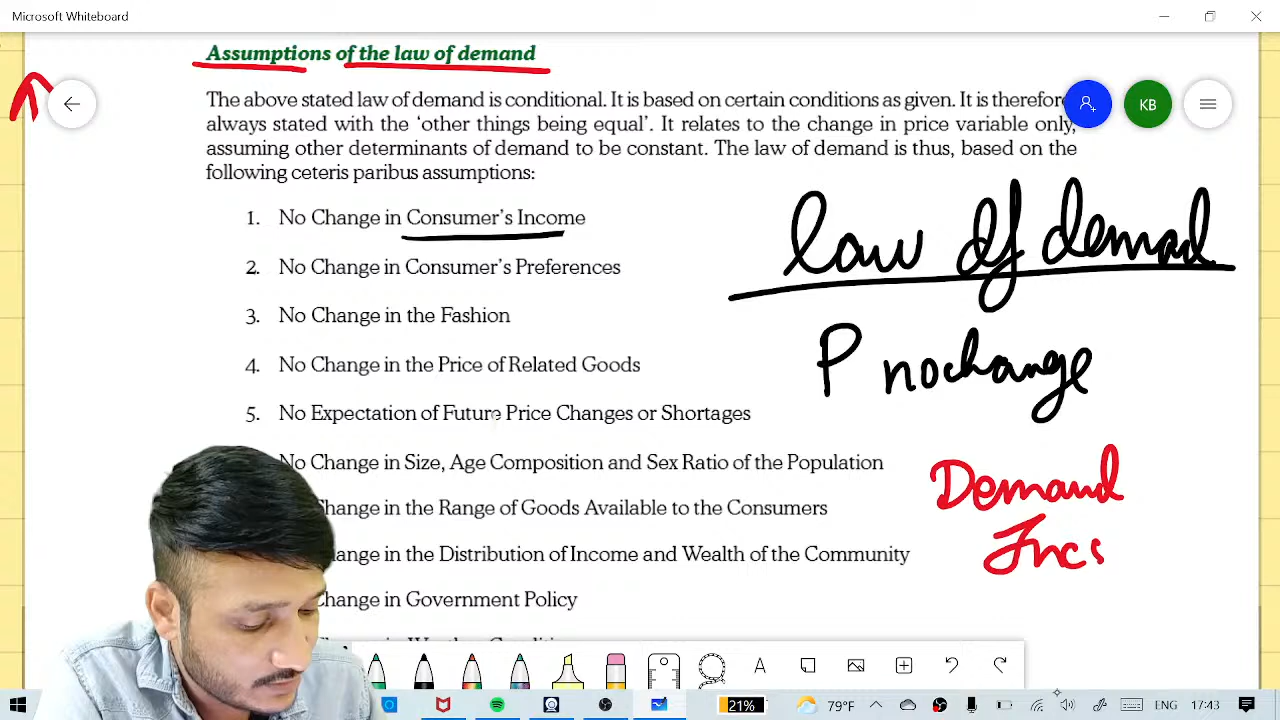 Microsoft Whiteboard
Assumptions of the law of demand
The above stated law of demand is conditional. It is based on certain conditions as given. It is therefor
always stated with the 'other things being equal'. It relates to the change in price variable only,
assuming other determinants of demand to be constant. The law of demand is thus, based on the
following ceteris paribus assumptions:
KB
1. No Change in Consumer's Income
2. No Change in Consumer's Preferences
3. No Change in the Fashion
4. No Change in the Price of Related Goods
5. No Expectation of Future Price Changes or Shortages
No Change in Size, Age Composition and Sex Ratio of the Population
Change in the Range of Goods Available to the Consumers
hange in the Distribution of Income and Wealth of the Community
Change in Government Policy
law of demad
P nochange
Demand
Incs
21%
79°F
ENG
17:43